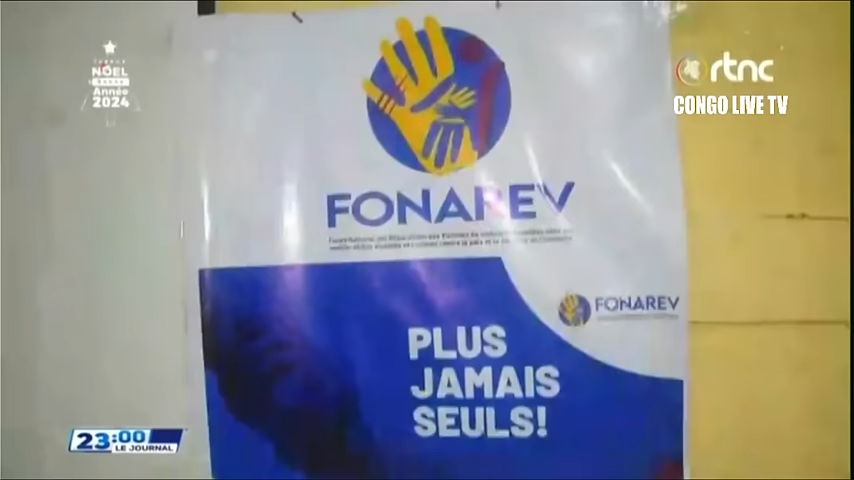 NOËL
Année
2024
rtnc
CONGO LIVE TV
FONAREV
FONAREV
PLUS
JAMAIS
SEULS!
23:00
LE JOURNAL